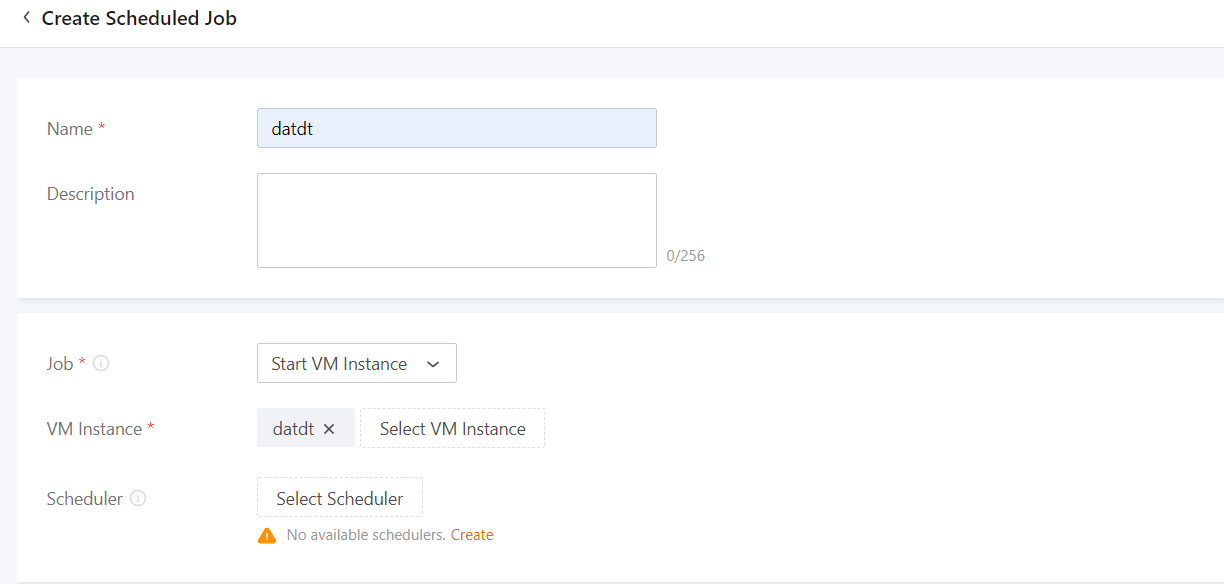 Create Scheduled Job
Name *
datdt
Description
0/256
Job *
Start VM Instance
VM Instance *
datdt
Select VM Instance
Scheduler
Select Scheduler
No available schedulers. Create